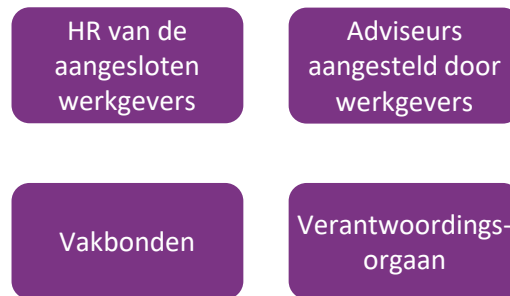 HR van de
aangesloten
werkgevers
Adviseurs
aangesteld door
werkgevers
Vakbonden
Verantwoordings-
orgaan